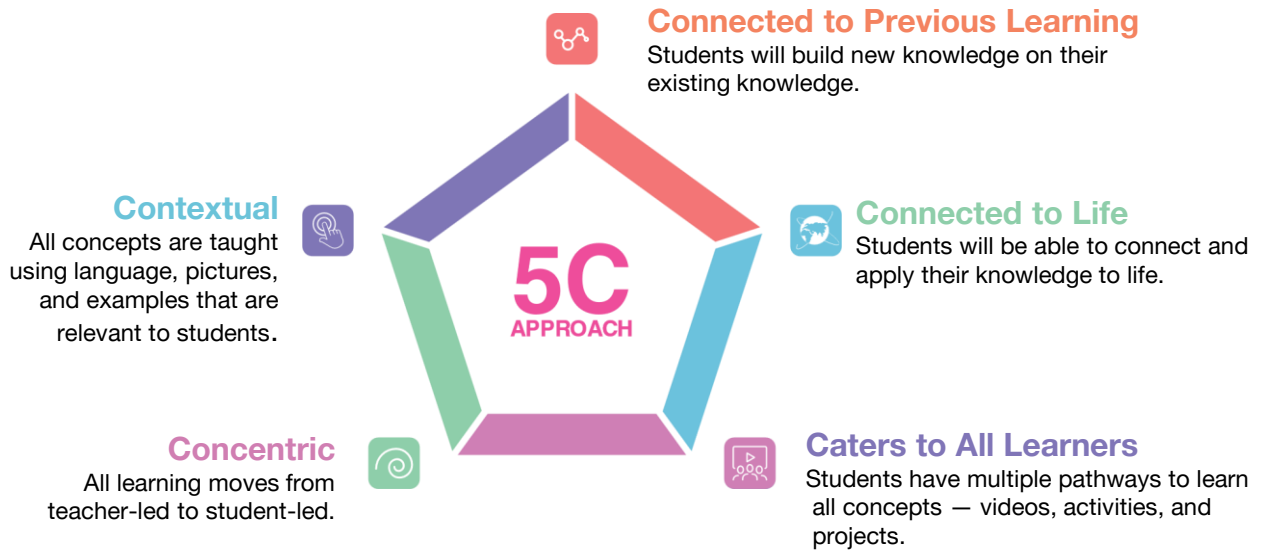 Connected to Previous Learning
Students will build new knowledge on their
existing knowledge.
Contextual
All concepts are taught
using language, pictures,
and examples that are
relevant to students.
Connected to Life
Students will be able to connect and
apply their knowledge to life.
5C
APPROACH
Concentric
All learning moves from
teacher-led to student-led.
Caters to All Learners
Students have multiple pathways to learn
all concepts — videos, activities, and
projects.